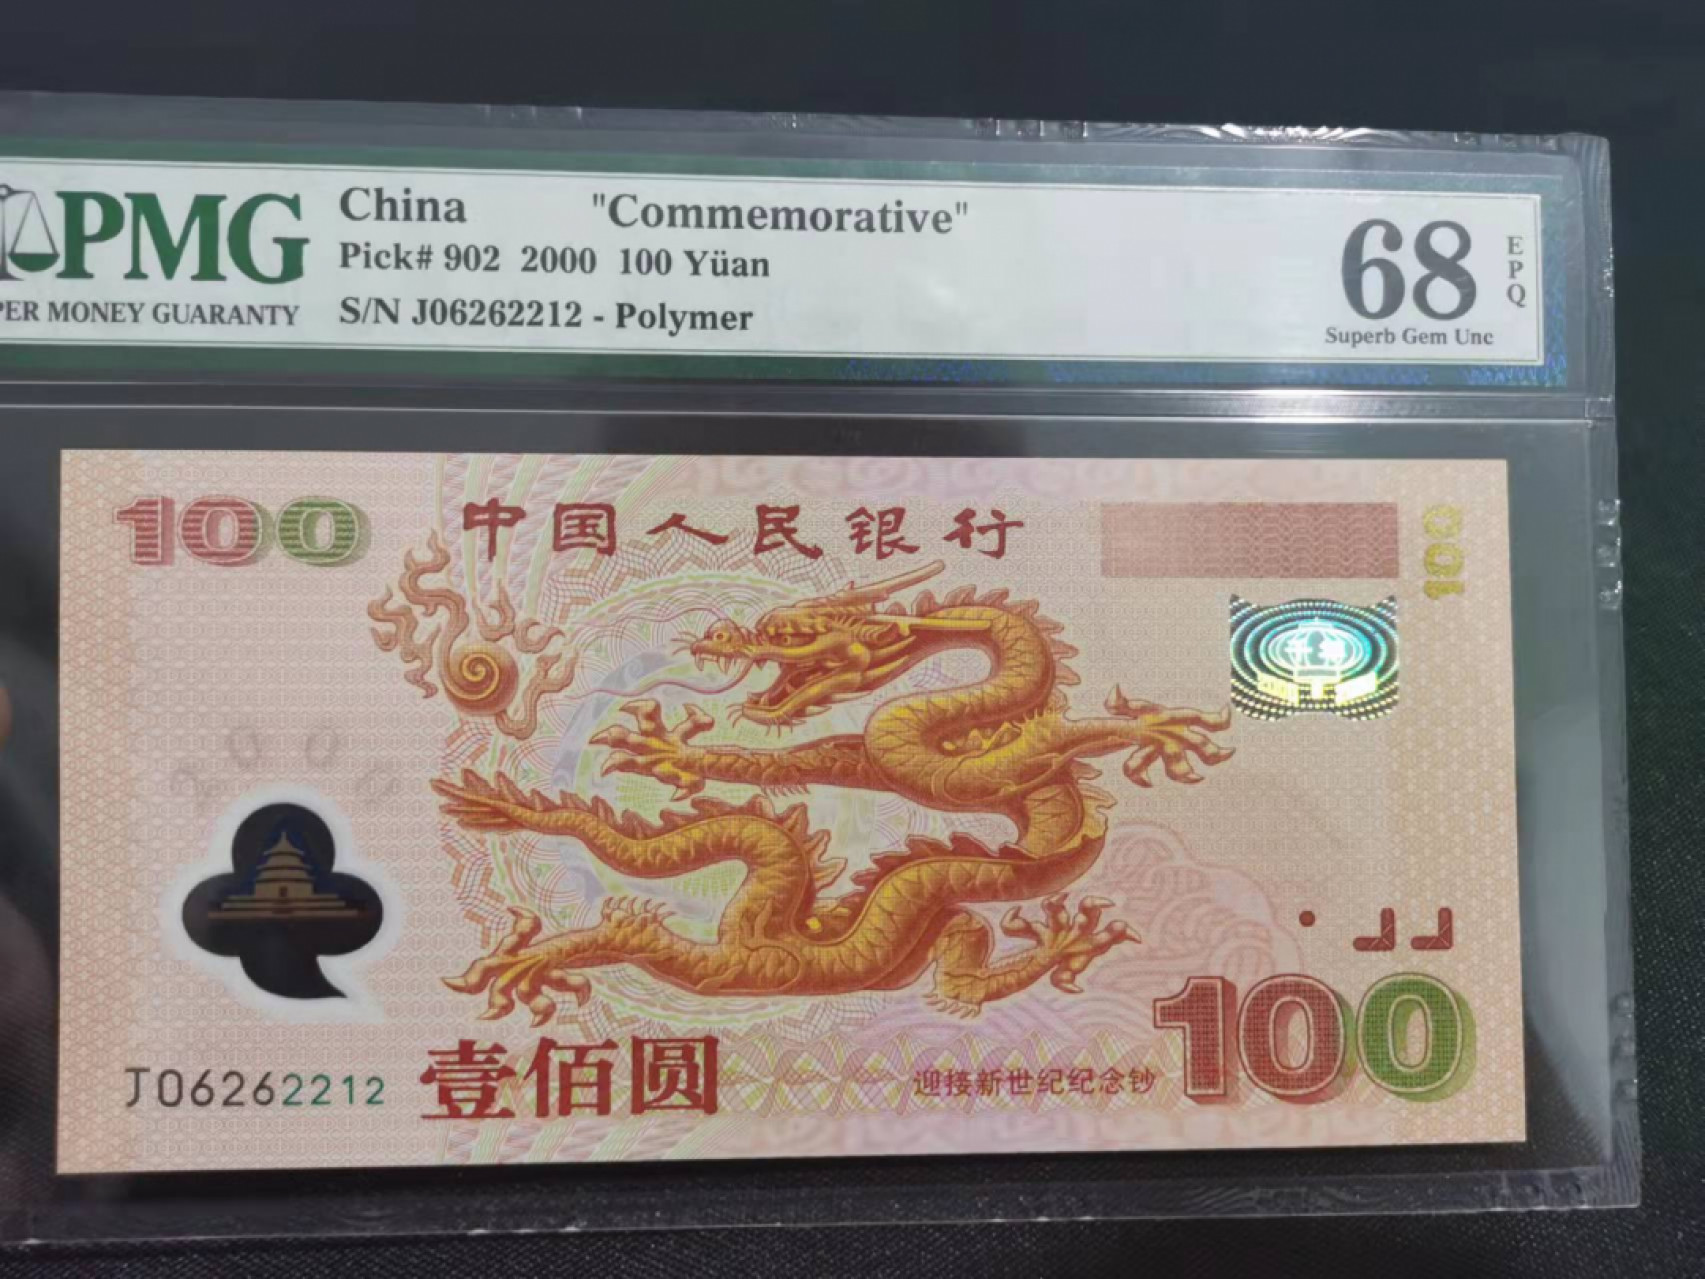 PMG
PER MONEY GUARANTY
China "Commemorative"
Pick# 902 2000 100 Yüan
S/N J06262212 - Polymer
68
EPQ
Superb Gem Unc
100
中国人民银行
100
2000
J06262212
壹佰圆
迎接新世纪纪念钞
100